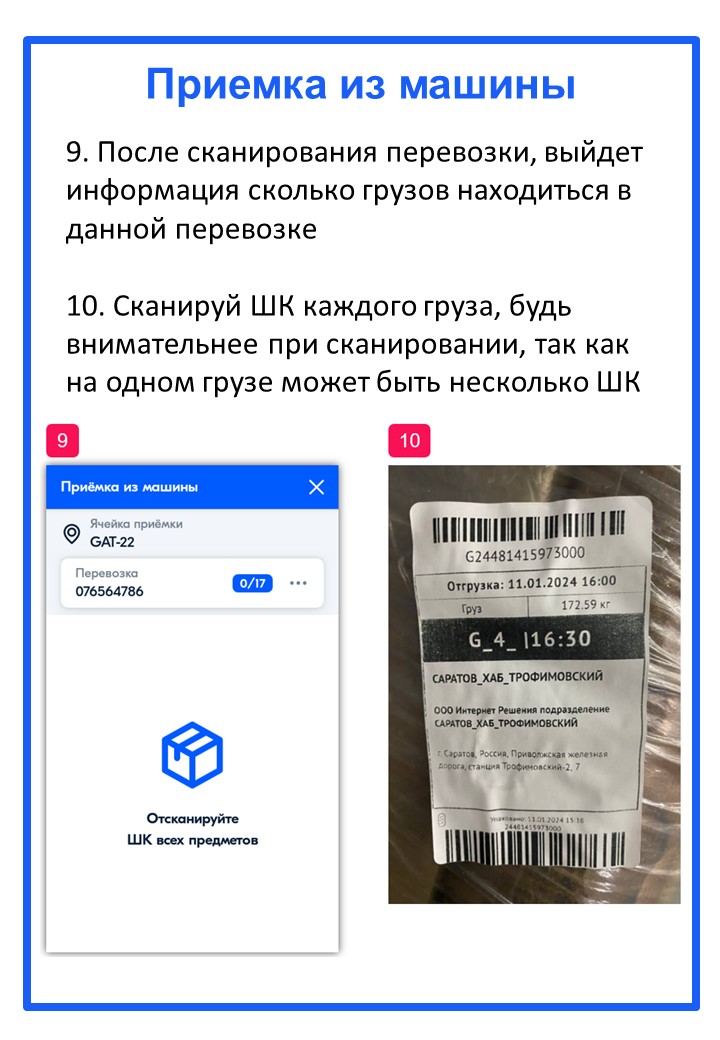 Приемка из машины
9. После сканирования перевозки, выйдет
информация сколько грузов находиться в
данной перевозке
10. Сканируй ШК каждого груза, будь
внимательнее при сканировании, так как
на одном грузе может быть несколько ШК
9
Приёмка из машины
Ячейка приёмки
GAT-22
Перевозка
076564786
0/17
Отсканируйте
ШК всех предметов
10
G24481415973000
Отгрузка: 11.01.2024 16:00
Груз 172.59 кг
G_4_ |16:30
САРАТОВ_ХАБ_ТРОФИМОВСКИЙ
ООО Интернет Решения подразделение
САРАТОВ_ХАБ_ТРОФИМОВСКИЙ
г. Саратов, Россия, Приволжская железная
дорога, станция Трофимовский-2, 7
упаковано: 11.01.2024 15:16
24481415973000